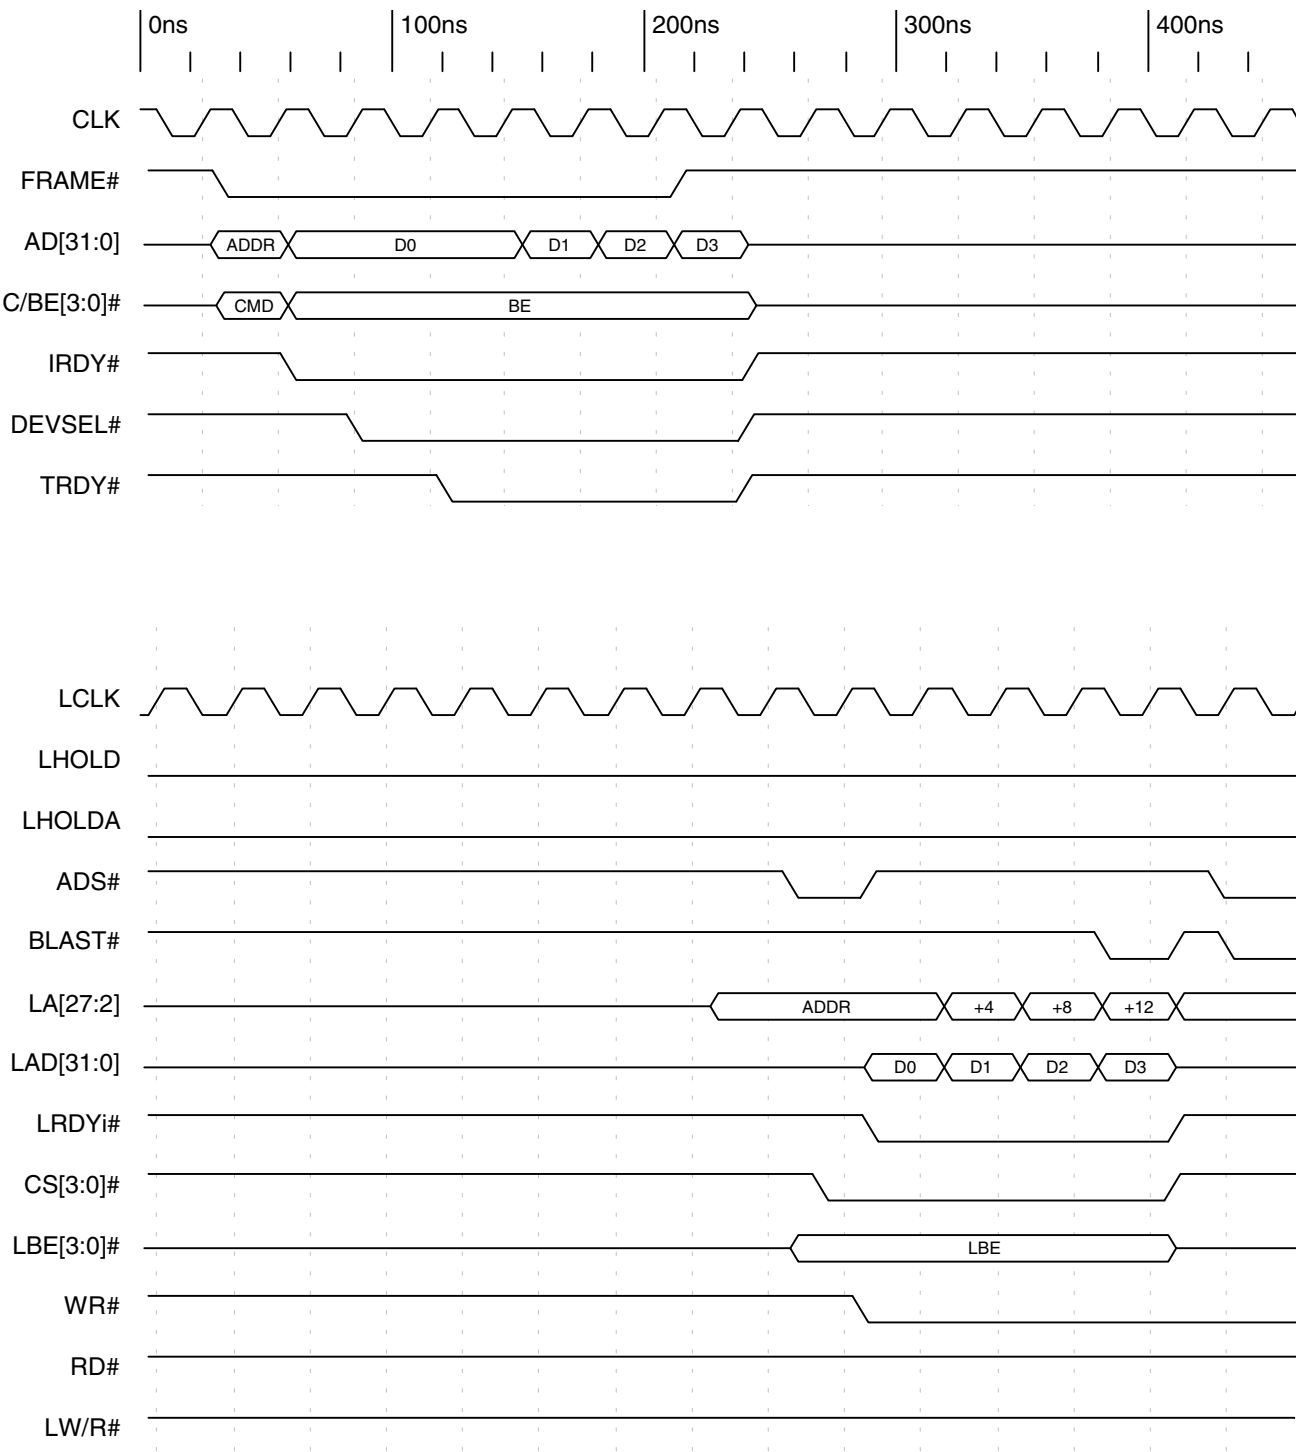 0ns 100ns 200ns 300ns 400ns
CLK
FRAME#
AD[31:0] ADDR D0 D1 D2 D3
C/BE[3:0]# CMD BE
IRDY#
DEVSEL#
TRDY#
LCLK
LHOLD
LHOLDA
ADS#
BLAST#
LA[27:2] ADDR +4 +8 +12
LAD[31:0] D0 D1 D2 D3
LRDYi#
CS[3:0]#
LBE[3:0]# LBE
WR#
RD#
LW/R#